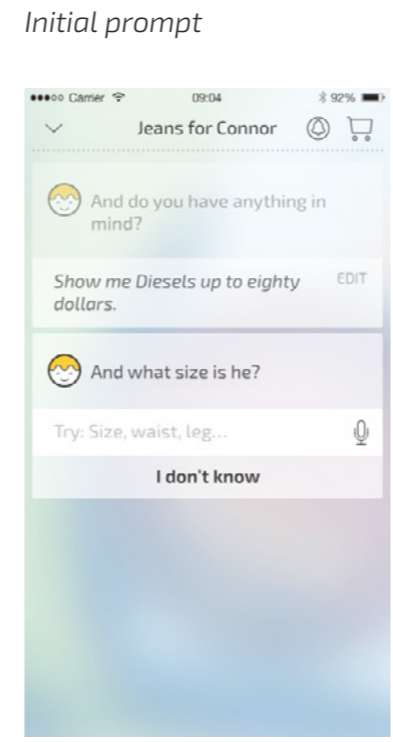 Initial prompt
Carrier
09:04
92%
Jeans for Connor
And do you have anything in
mind?
Show me Diesels up to eighty
dollars.
EDIT
And what size is he?
Try: Size, waist, leg...
I don't know